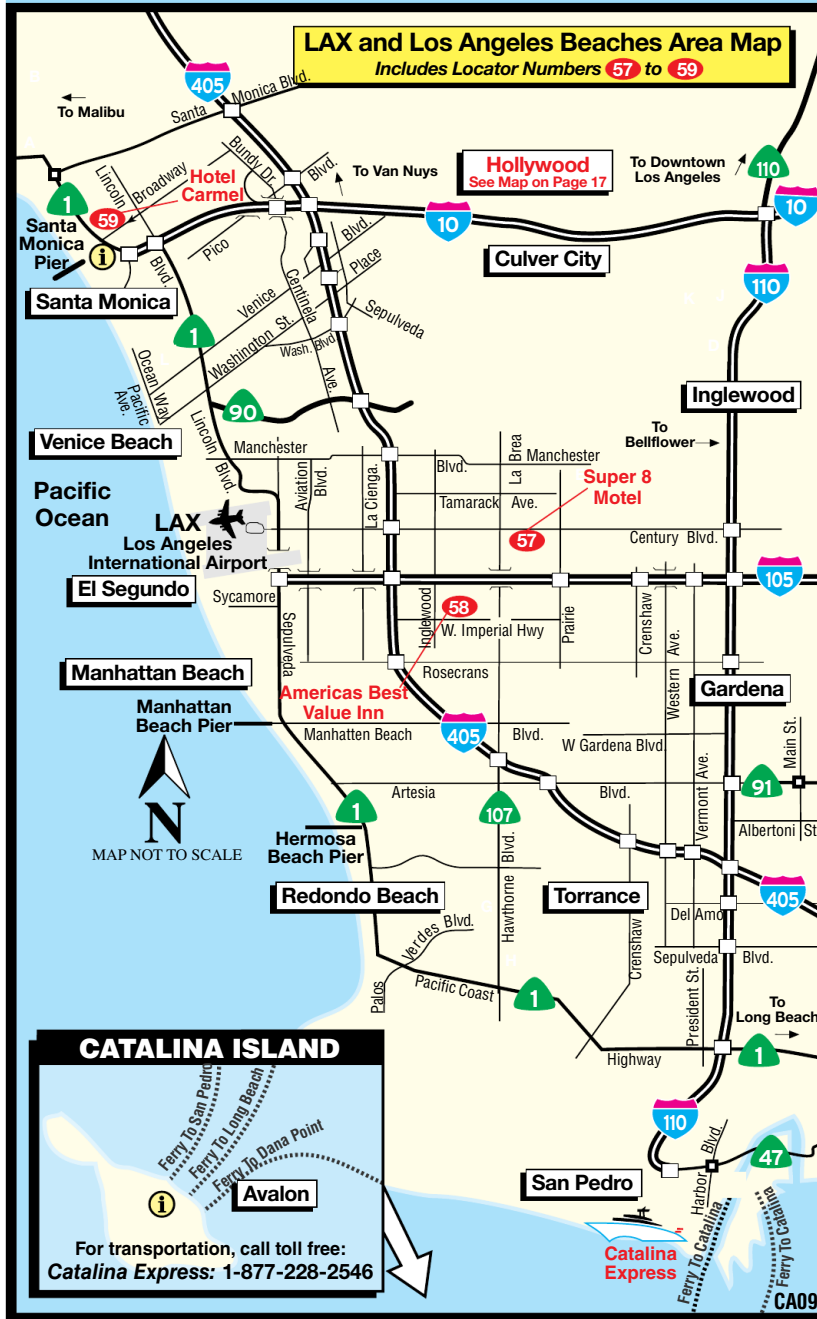 LAX and Los Angeles Beaches Area Map
Includes Locator Numbers 57 to 59
405
To Malibu
Santa Monica Blvd.
Lincoln Blvd.
Broadway
Bundy Dr.
Blvd.
To Van Nuys
Hotel
Carmel
Hollywood
See Map on Page 17
To Downtown
Los Angeles
110
1
59
Santa
Monica
Pier
i
10
10
Pico
Blvd.
Culver City
Santa Monica
Centinela
Ave.
Place
110
Venice
Sepulveda
Washington St.
Wash. Blvd
1
Ocean Way
Pacific
Ave.
90
Inglewood
Lincoln Blvd.
To
Bellflower
Venice Beach
Manchester
Blvd.
Manchester
La Brea
Aviation
Blvd.
La Cienga.
Super 8
Motel
Pacific
Ocean
Tamarack Ave.
LAX
Los Angeles
International Airport
57
Century Blvd.
El Segundo
105
Sycamore
Sepulveda
Inglewood
58
W. Imperial Hwy
Prairie
Crenshaw
Western Ave.
Manhattan Beach
Rosecrans
Americas Best
Value Inn
Gardena
Manhattan
Beach Pier
Manhatten Beach
Blvd.
405
W Gardena Blvd.
Main St.
N
MAP NOT TO SCALE
Artesia
Blvd.
91
1
107
Vermont Ave.
Albertoni St
Hermosa
Beach Pier
Hawthorne Blvd.
Redondo Beach
Torrance
405
Del Amo
Palos Verdes Blvd.
Crenshaw
Sepulveda
Blvd.
Pacific Coast
1
President St.
To
Long Beach
Highway
1
CATALINA ISLAND
Ferry To San Pedro
Ferry To Long Beach
Ferry To Dana Point
i
Avalon
For transportation, call toll free:
Catalina Express: 1-877-228-2546
110
Harbor Blvd.
47
San Pedro
Catalina
Express
Ferry To Catalina
Ferry To Catalina
CA09